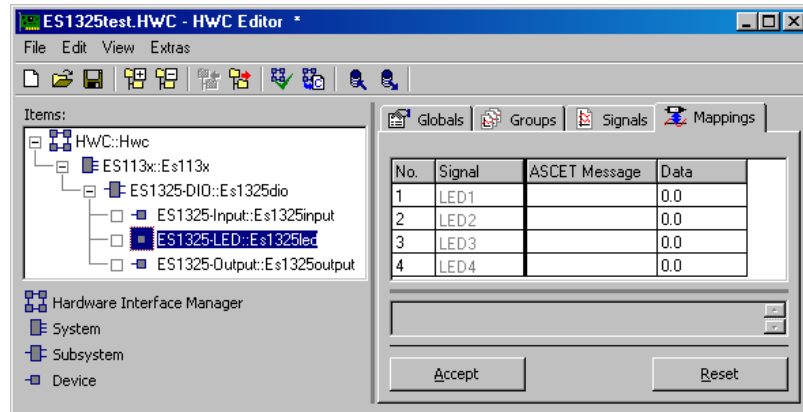 ES1325test.HWC - HWC Editor *
File Edit View Extras
Items:
HWC::Hwc
ES113x::Es113x
ES1325-DIO::Es1325dio
ES1325-Input::Es1325input
ES1325-LED::Es1325led
ES1325-Output::Es1325output
Hardware Interface Manager
System
Subsystem
Device
Globals Groups Signals Mappings
No. Signal ASCET Message Data
1 LED1 0.0
2 LED2 0.0
3 LED3 0.0
4 LED4 0.0
Accept Reset